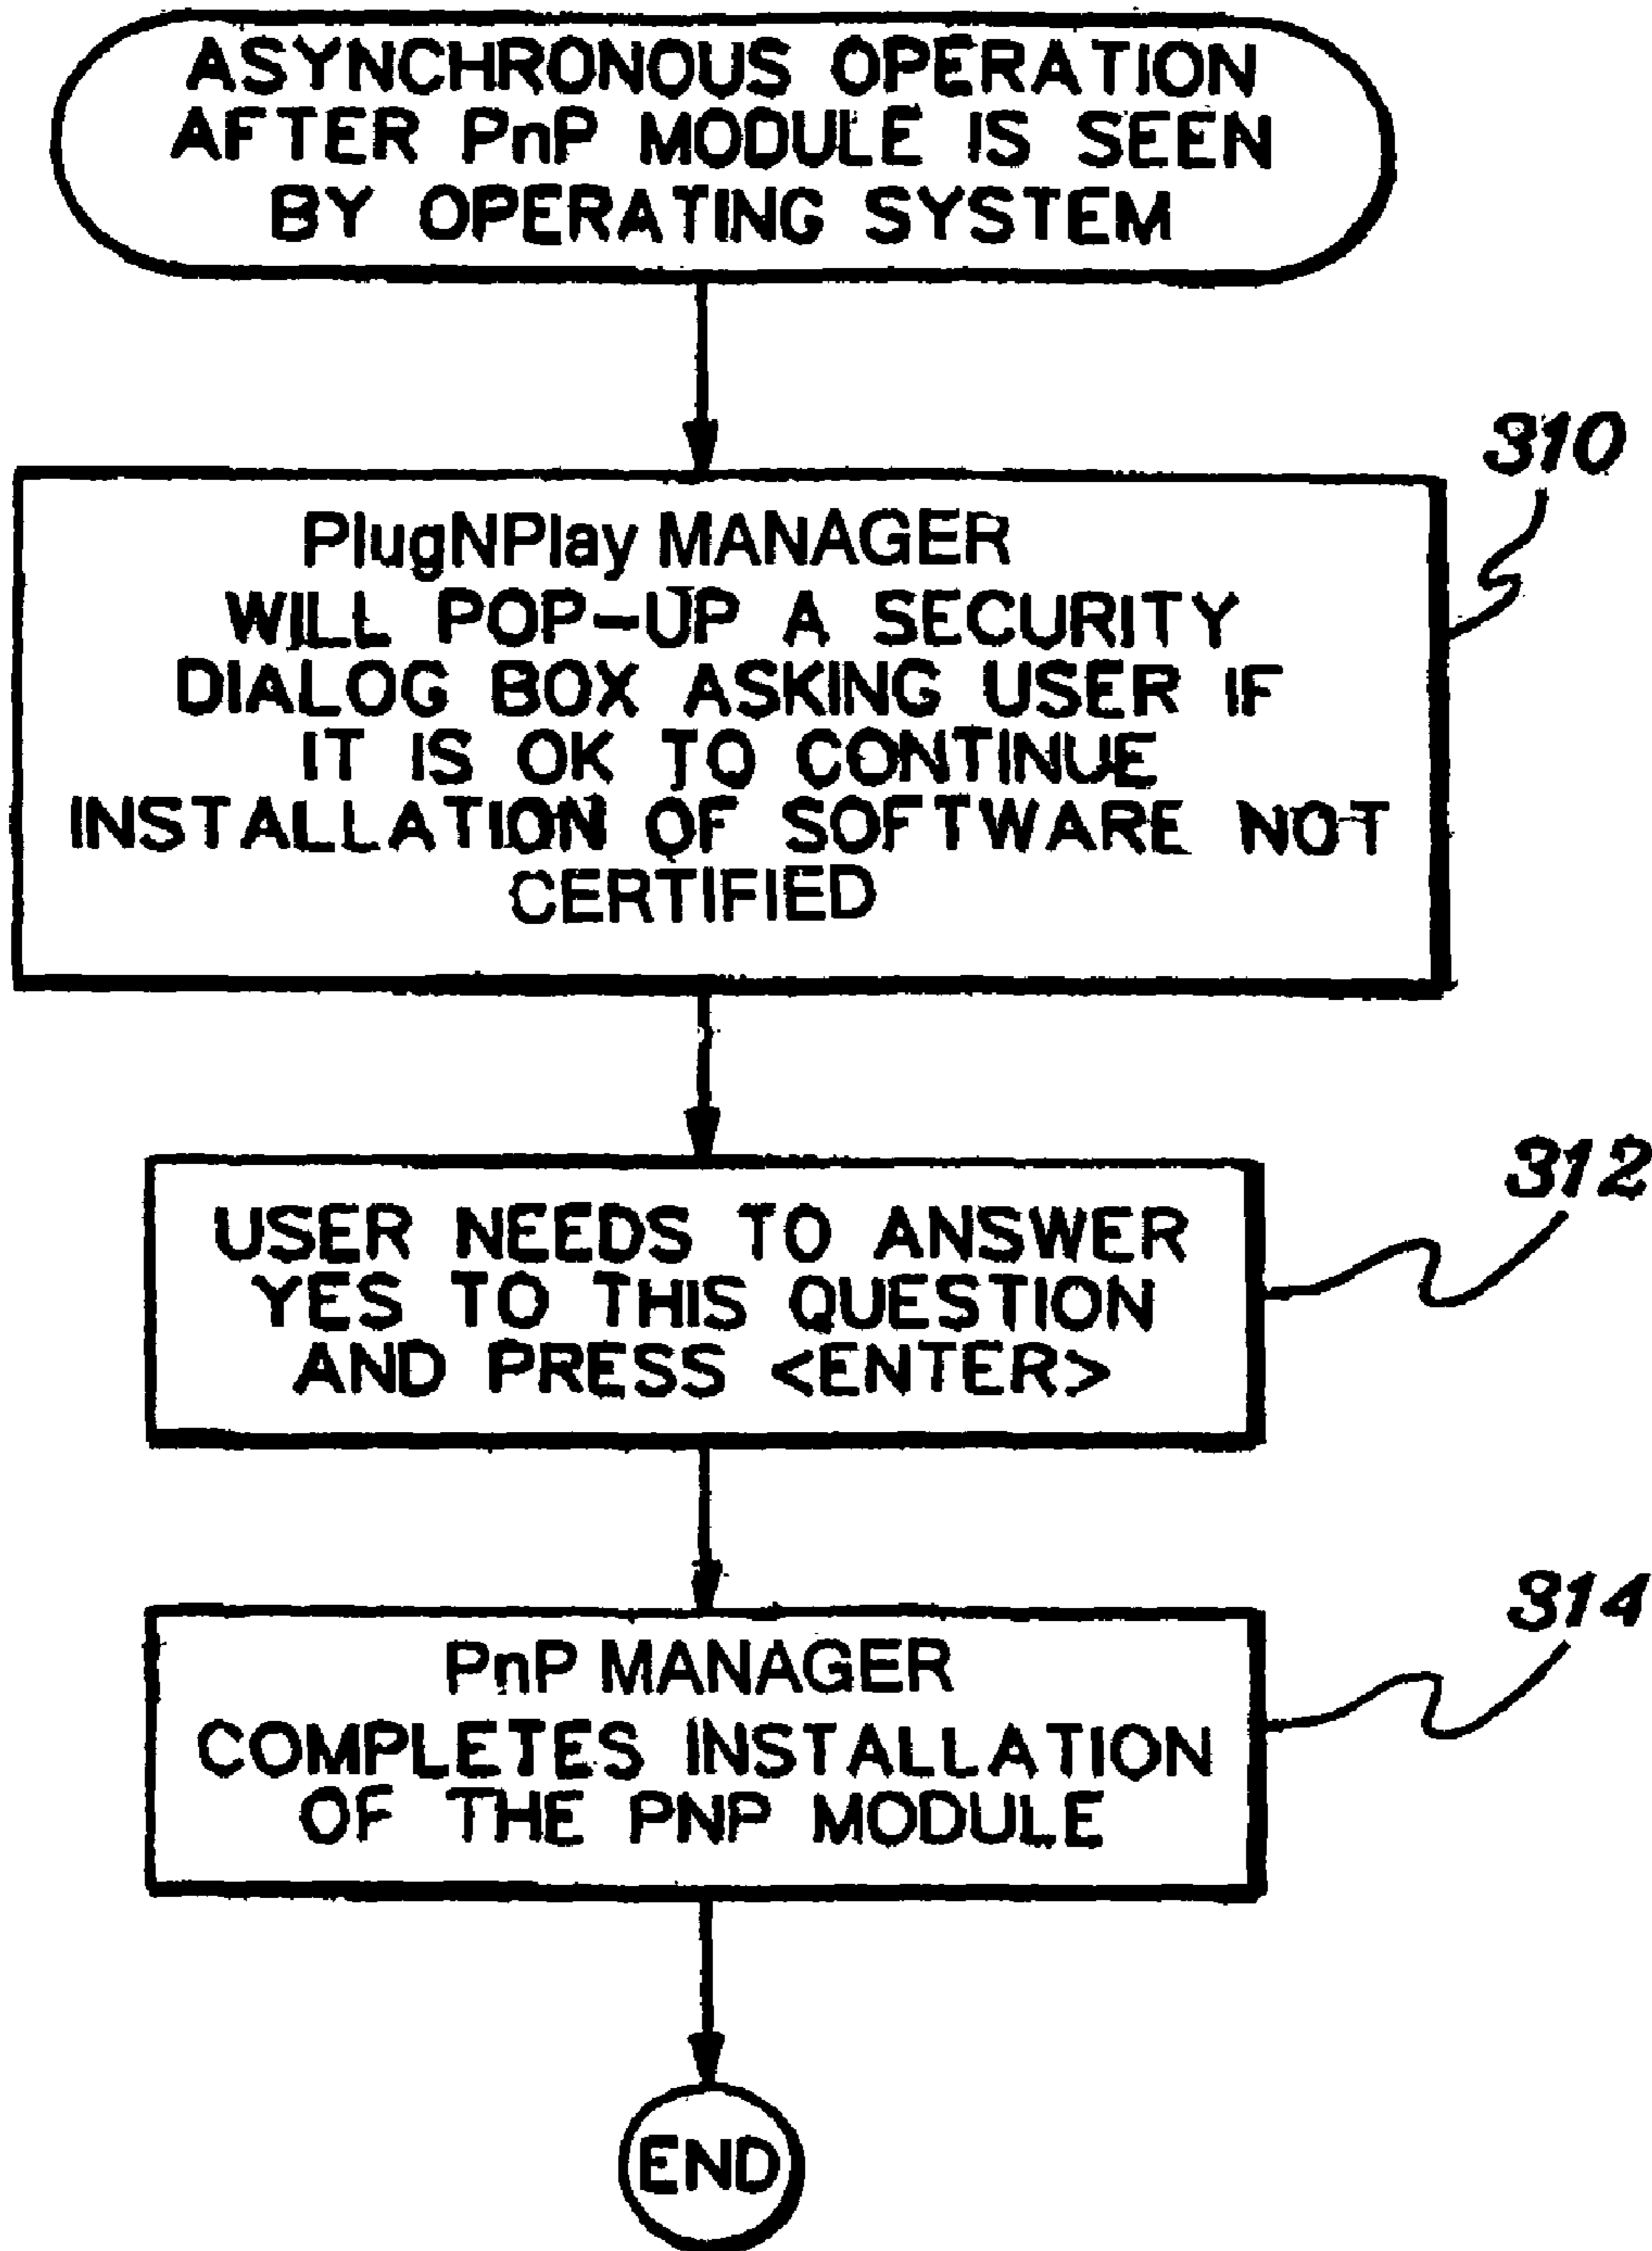 ASYNCHRONOUS OPERATION
AFTER PnP MODULE IS SEEN
BY OPERATING SYSTEM
310
PlugNPlay MANAGER
WILL POP-UP A SECURITY
DIALOG BOX ASKING USER IF
IT IS OK TO CONTINUE
INSTALLATION OF SOFTWARE NOT
CERTIFIED
312
USER NEEDS TO ANSWER
YES TO THIS QUESTION
AND PRESS <ENTER>
314
PnP MANAGER
COMPLETES INSTALLATION
OF THE PNP MODULE
END